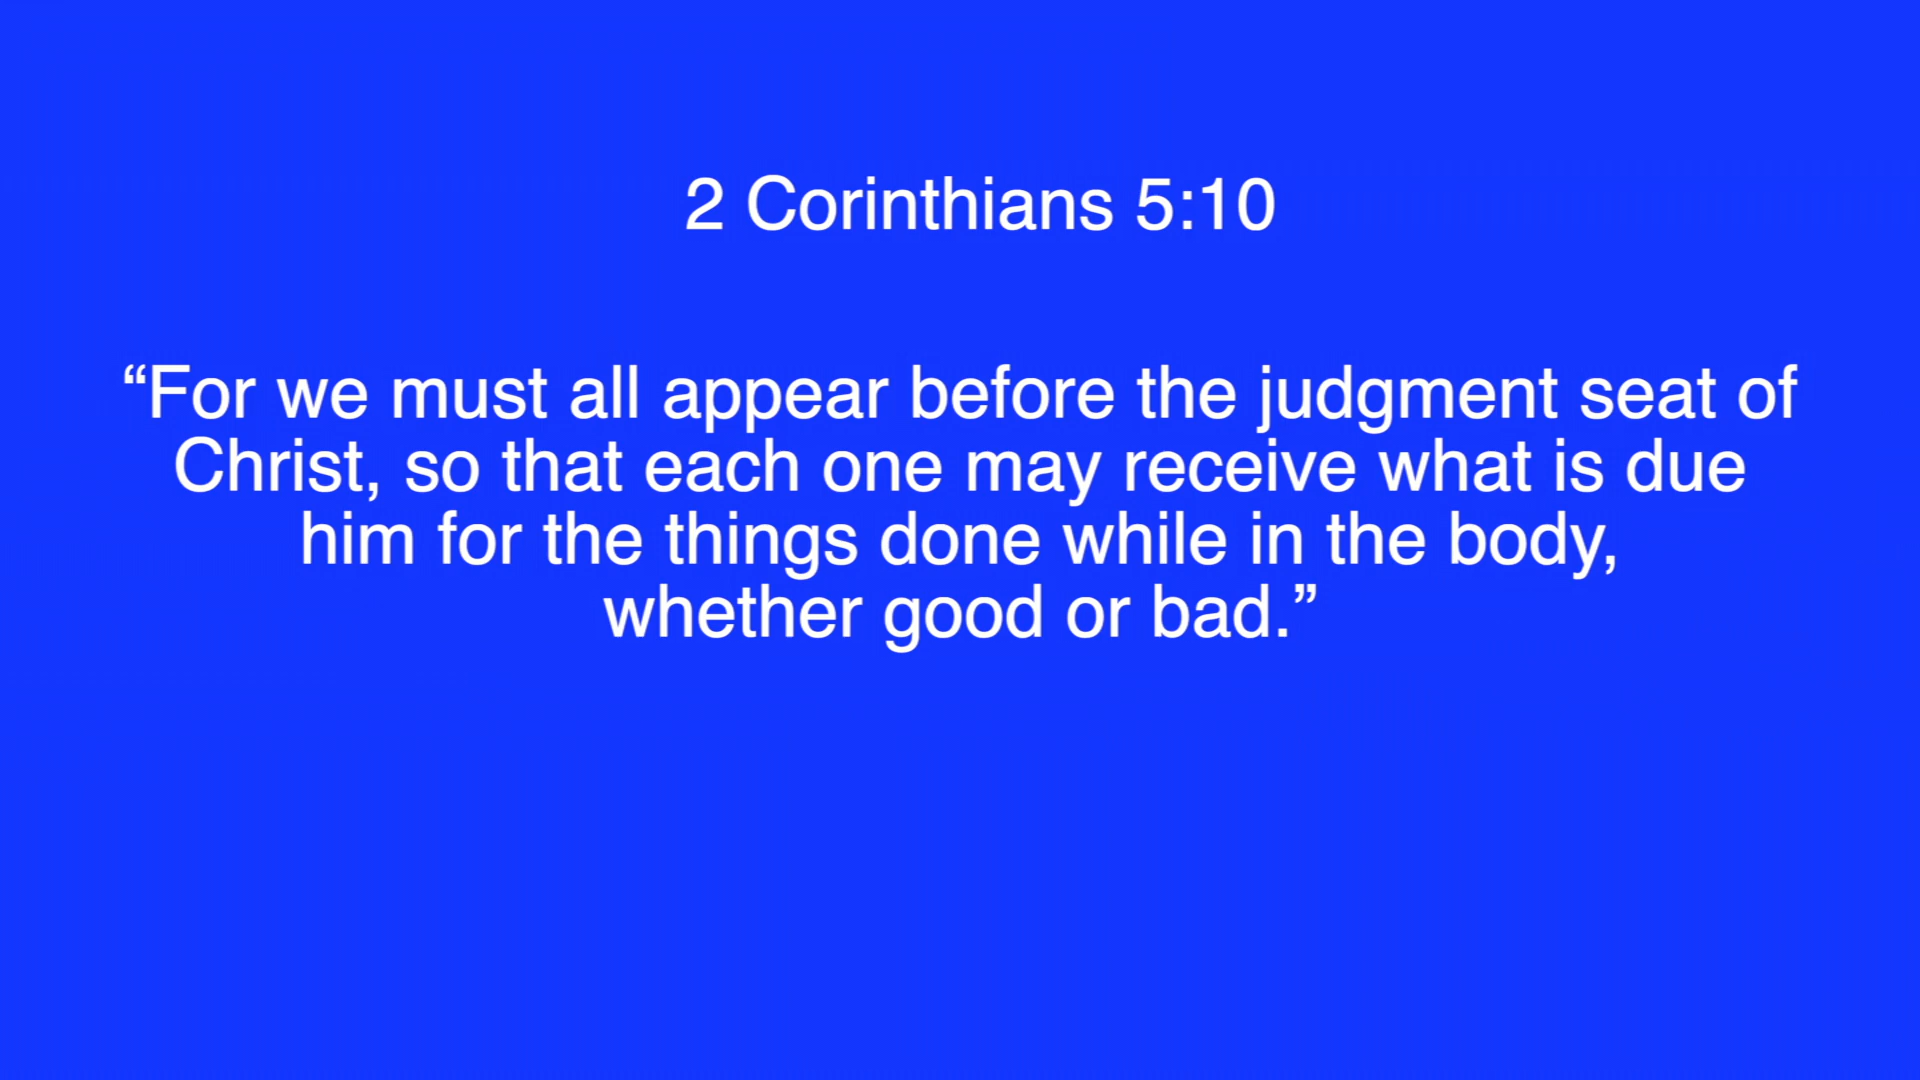 2 Corinthians 5:10
“For we must all appear before the judgment seat of
Christ, so that each one may receive what is due
him for the things done while in the body,
whether good or bad.”